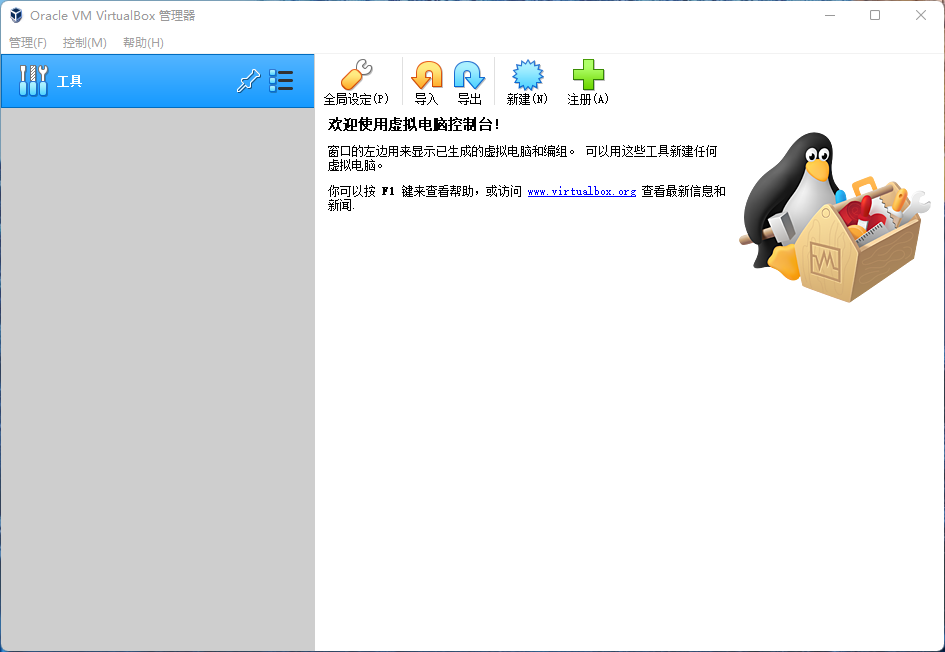 Oracle VM VirtualBox 管理器
管理(F) 控制(M) 帮助(H)
工具
全局设定(P) 导入 导出 新建(N) 注册(A)
欢迎使用虚拟电脑控制台!
窗口的左边用来显示已生成的虚拟电脑和编组。 可以用这些工具新建任何
虚拟电脑。
你可以按 F1 键来查看帮助，或访问 www.virtualbox.org 查看最新信息和
新闻.